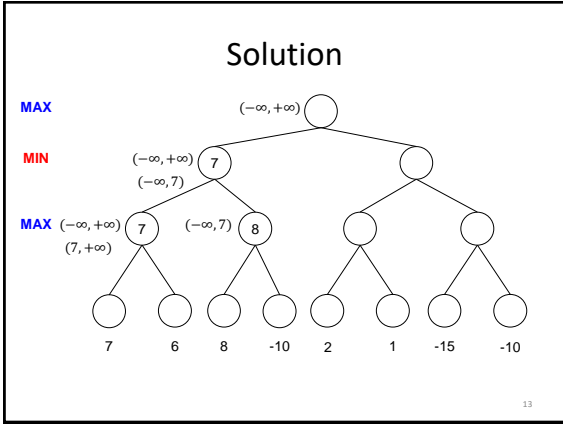 Solution
MAX (−∞, +∞)
MIN (−∞, +∞) 7
(−∞, 7)
MAX (−∞, +∞) 7 (−∞, 7) 8
(7, +∞)
7 6 8 -10 2 1 -15 -10
13